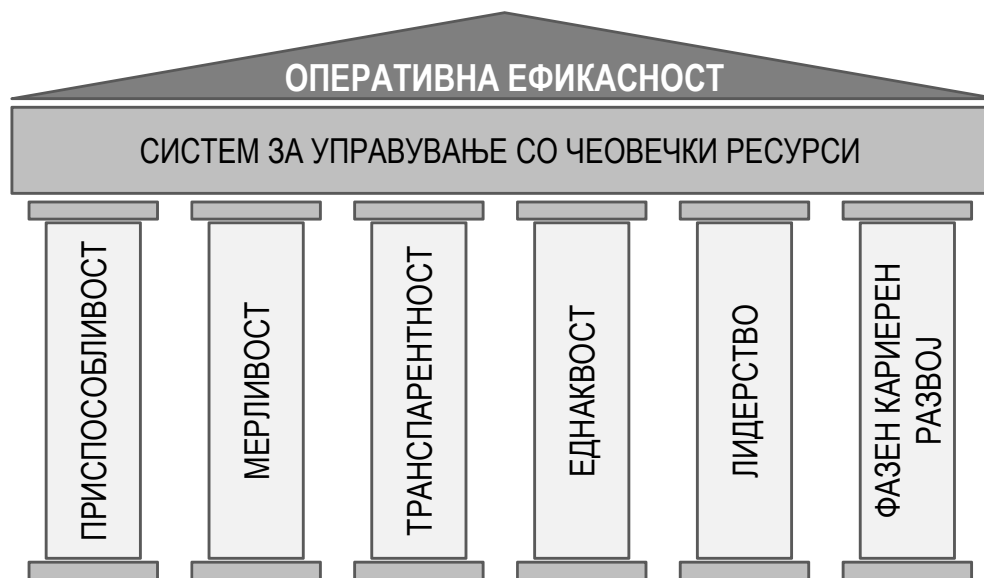 ОПЕРАТИВНА ЕФИКАСНОСТ
СИСТЕМ ЗА УПРАВУВАЊЕ СО ЧЕОВЕЧКИ РЕСУРСИ
ПРИСПОСОБЛИВОСТ
МЕРЛИВОСТ
ТРАНСПАРЕНТНОСТ
ЕДНАКВОСТ
ЛИДЕРСТВО
ФАЗЕН КАРИЕРЕН
РАЗВОЈ